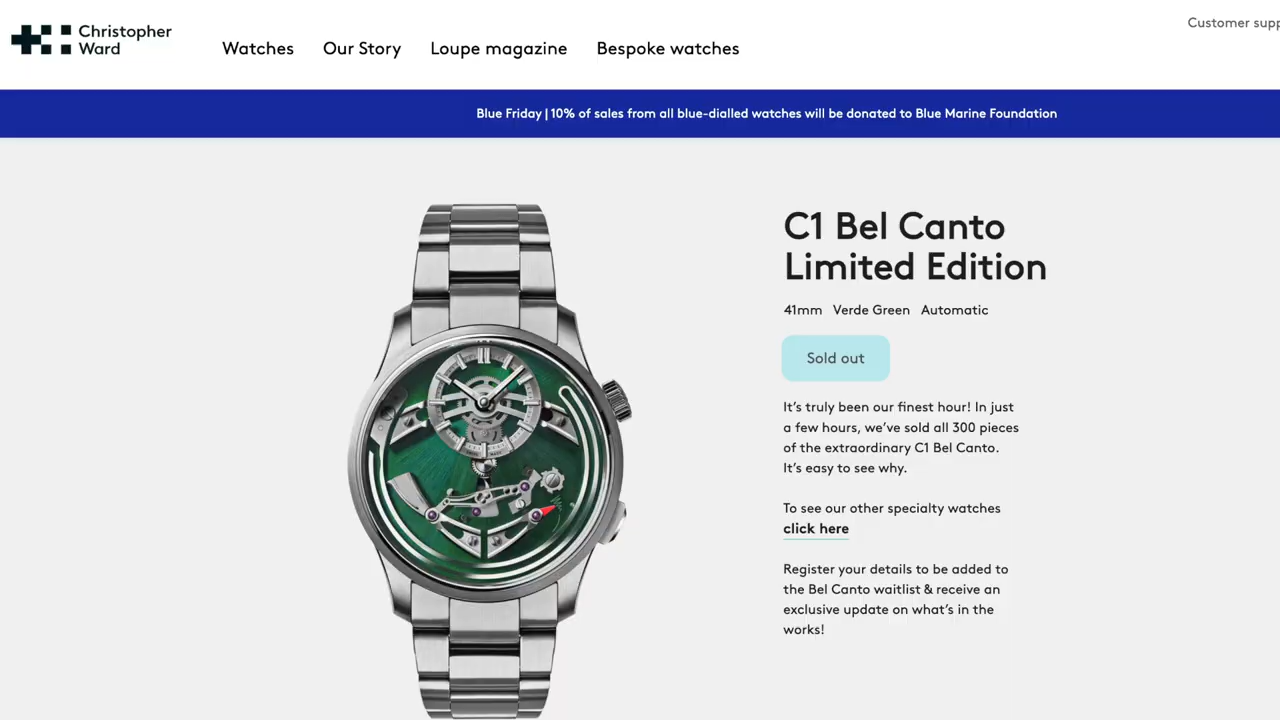 Christopher
Ward
Watches
Our Story
Loupe magazine
Bespoke watches
Customer
Blue Friday | 10% of sales from all blue-dialled watches will be donated to Blue Marine Foundation
C1 Bel Canto
Limited Edition
41mm Verde Green Automatic
Sold out
It’s truly been our finest hour! In just
a few hours, we’ve sold all 300 pieces
of the extraordinary C1 Bel Canto.
It’s easy to see why.
To see our other specialty watches
click here
Register your details to be added to
the Bel Canto waitlist & receive an
exclusive update on what’s in the
works!